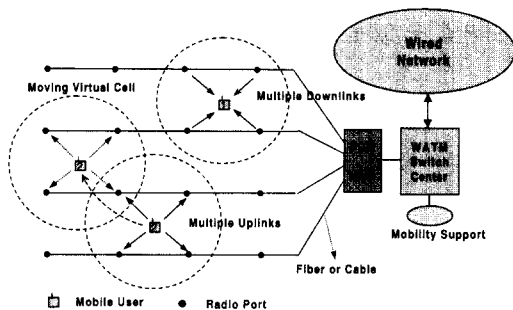 Wired
Network
Moving Virtual Cell
Multiple Downlinks
WATM
Switch
Center
Multiple Uplinks
Mobility Support
Fiber or Cable
Mobile User
Radio Port